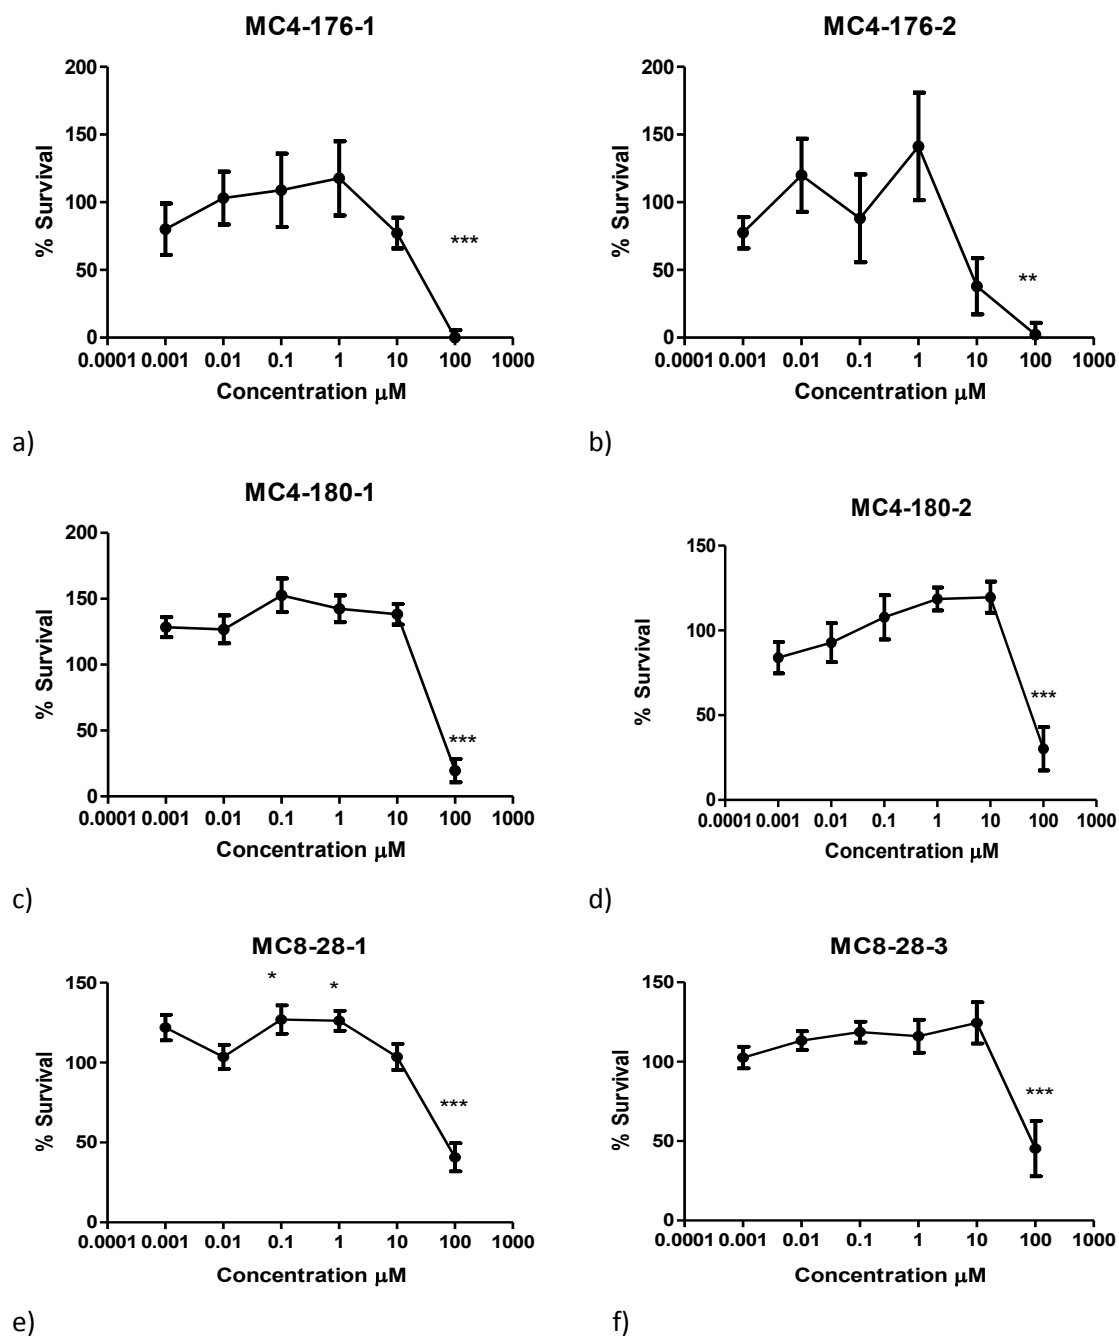 MC4-176-1
200
150
100
50
0
% Survival
***
0.0001 0.001 0.01 0.1 1 10 100 1000
Concentration μM
a)
MC4-176-2
200
150
100
50
0
% Survival
**
0.0001 0.001 0.01 0.1 1 10 100 1000
Concentration μM
b)
MC4-180-1
200
150
100
50
0
% Survival
***
0.0001 0.001 0.01 0.1 1 10 100 1000
Concentration μM
c)
MC4-180-2
150
100
50
0
% Survival
***
0.0001 0.001 0.01 0.1 1 10 100 1000
Concentration μM
d)
MC8-28-1
150
100
50
0
% Survival
* *
***
0.0001 0.001 0.01 0.1 1 10 100 1000
Concentration μM
e)
MC8-28-3
150
100
50
0
% Survival
***
0.0001 0.001 0.01 0.1 1 10 100 1000
Concentration μM
f)